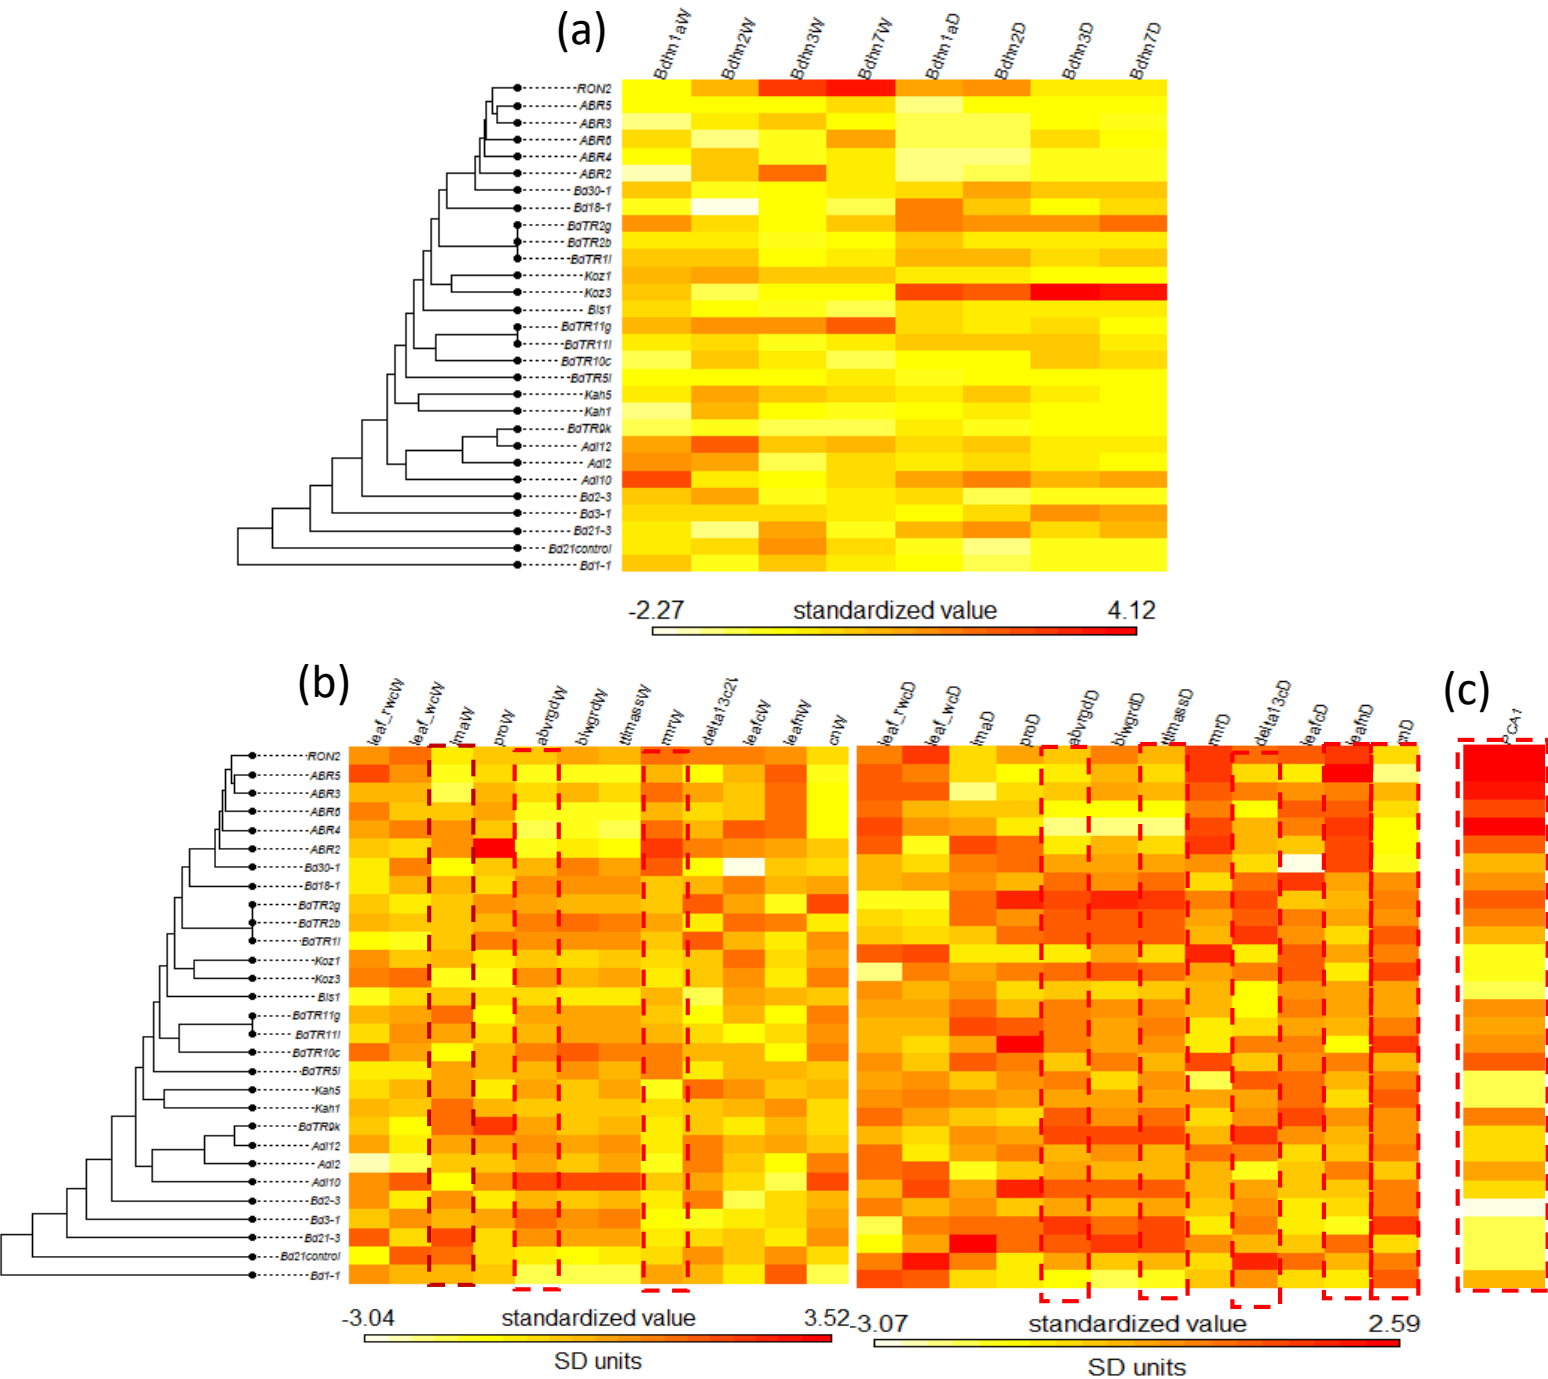 (a)
Bdhn1aW Bdhn2W Bdhn3W Bdhn7W Bdhn1aD Bdhn2D Bdhn3D Bdhn7D
RON2
ABR5
ABR3
ABR6
ABR4
ABR2
Bd30-1
Bd18-1
BdTR2g
BdTR2b
BdTR1i
Koz1
Koz3
Bis1
BdTR11g
BdTR11i
BdTR10c
BdTR5i
Kah5
Kah1
BdTR9k
Adi12
Adi2
Adi10
Bd2-3
Bd3-1
Bd21-3
Bd21control
Bd1-1
-2.27 standardized value 4.12
(b)
leaf_rwcW leaf_wcW lmaW proW abvrgdW blwgrdW ttlmassW rmrW delta13c2W leafcW leafnW cnW
leaf_rwcD leaf_wcD lmaD proD abvrgdD blwgrdD ttlmassD rmrD delta13cD leafcD leafnD cnD
(c)
PCA1
RON2
ABR5
ABR3
ABR6
ABR4
ABR2
Bd30-1
Bd18-1
BdTR2g
BdTR2b
BdTR1i
Koz1
Koz3
Bis1
BdTR11g
BdTR11i
BdTR10c
BdTR5i
Kah5
Kah1
BdTR9k
Adi12
Adi2
Adi10
Bd2-3
Bd3-1
Bd21-3
Bd21control
Bd1-1
-3.04 standardized value 3.52
SD units
-3.07 standardized value 2.59
SD units